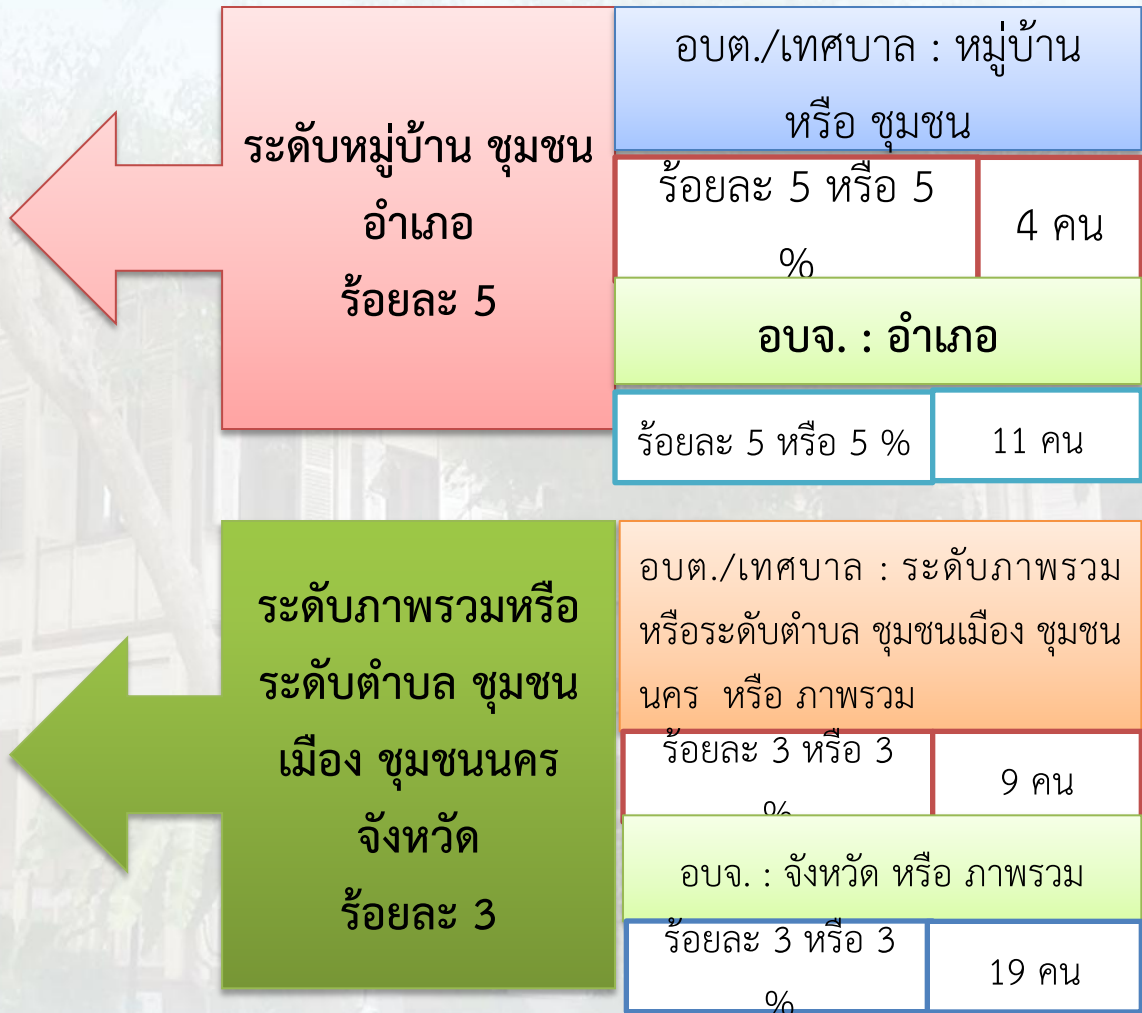 ระดับหมู่บ้าน ชุมชน
อำเภอ
ร้อยละ 5
อบต./เทศบาล : หมู่บ้าน
หรือ ชุมชน
ร้อยละ 5 หรือ 5
%
4 คน
อบจ. : อำเภอ
ร้อยละ 5 หรือ 5 %
11 คน
ระดับภาพรวมหรือ
ระดับตำบล ชุมชน
เมือง ชุมชนนคร
จังหวัด
ร้อยละ 3
อบต./เทศบาล : ระดับภาพรวม
หรือระดับตำบล ชุมชนเมือง ชุมชน
นคร หรือ ภาพรวม
ร้อยละ 3 หรือ 3
%
9 คน
อบจ. : จังหวัด หรือ ภาพรวม
ร้อยละ 3 หรือ 3
%
19 คน